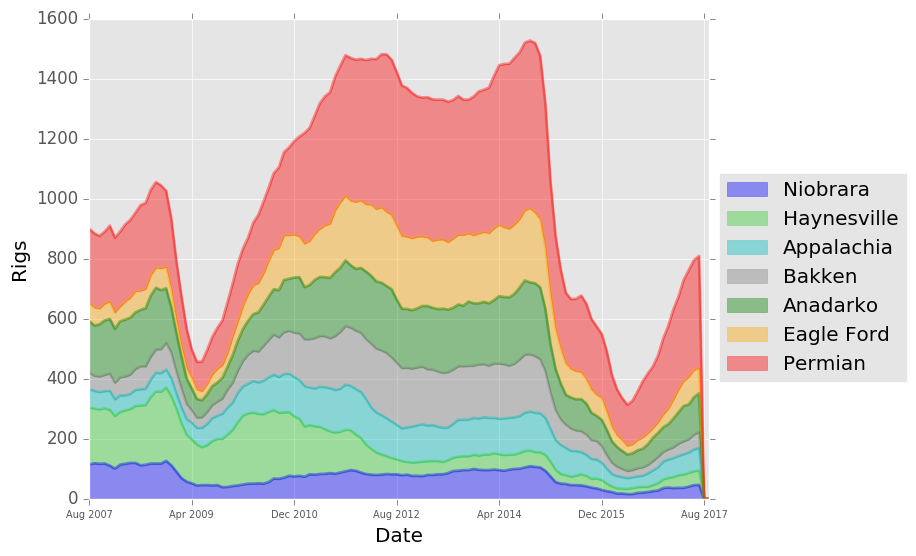 1600
1400
1200
1000
800
600
400
200
0
Rigs
Aug 2007
Apr 2009
Dec 2010
Aug 2012
Apr 2014
Dec 2015
Aug 2017
Date
Niobrara
Haynesville
Appalachia
Bakken
Anadarko
Eagle Ford
Permian